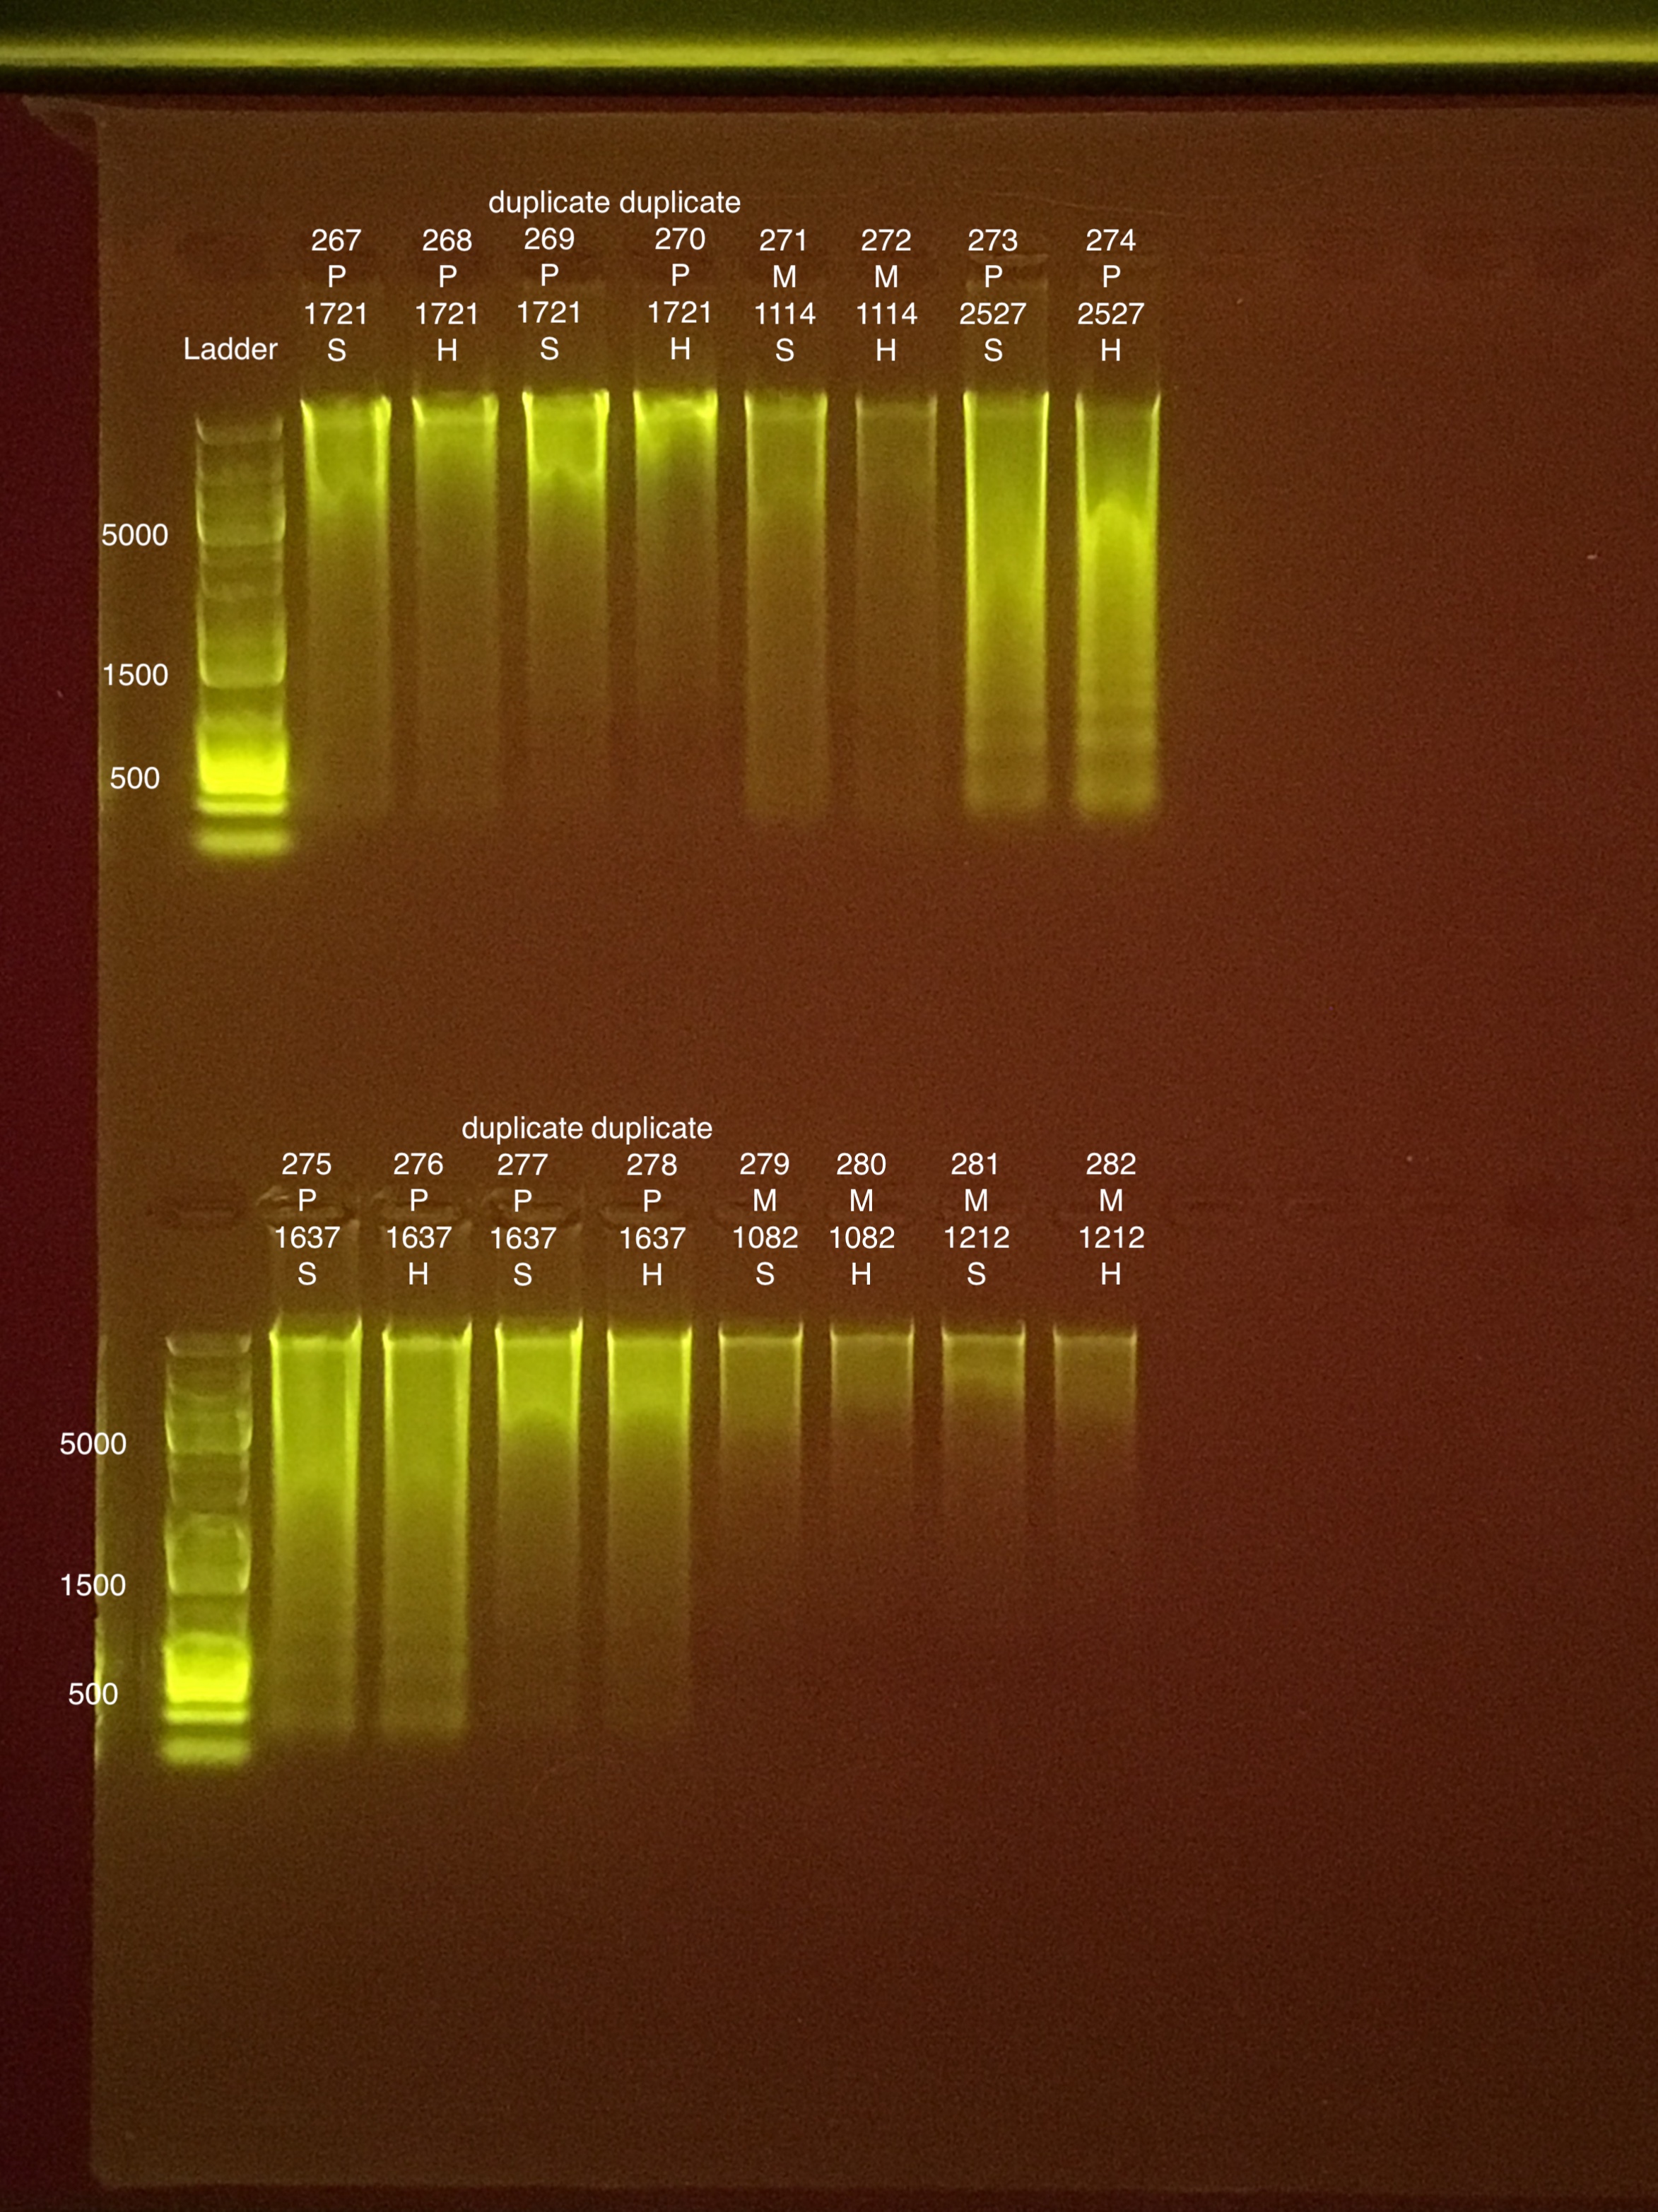 duplicate duplicate
267 268 269 270 271 272 273 274
P P P P M M P P
1721 1721 1721 1721 1114 1114 2527 2527
Ladder S H S H S H S H
5000
1500
500
duplicate duplicate
275 276 277 278 279 280 281 282
P P P P M M M M
1637 1637 1637 1637 1082 1082 1212 1212
S H S H S H S H
5000
1500
500